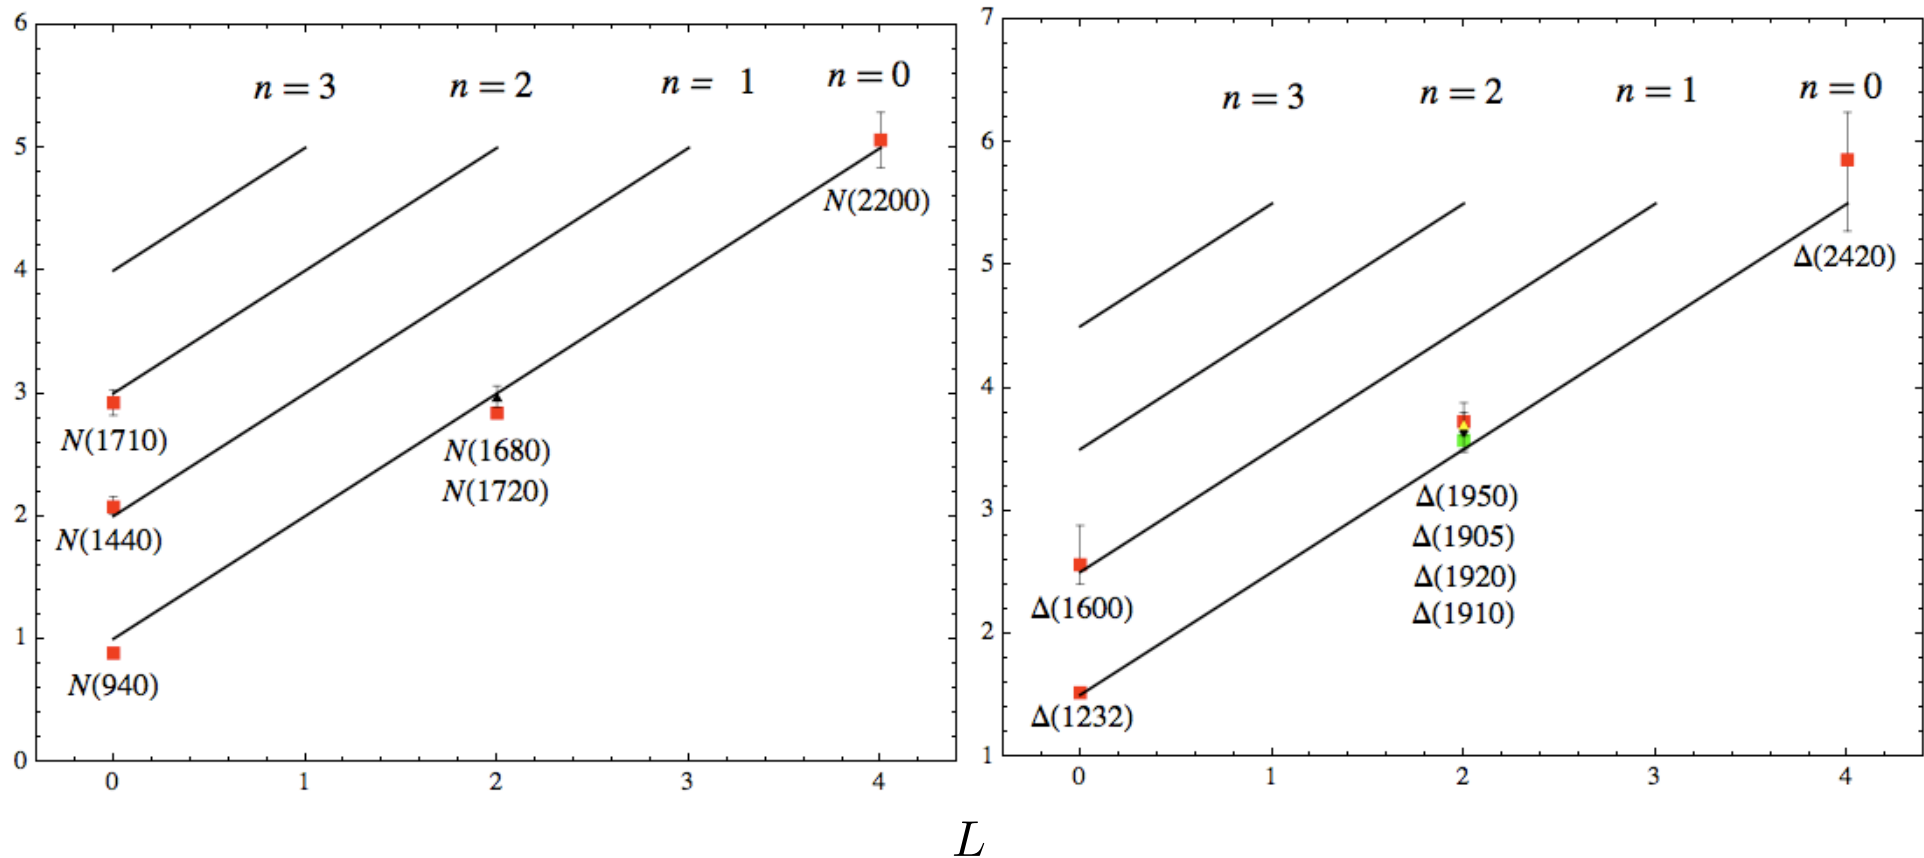 6
5
4
3
2
1
0
n = 3
n = 2
n = 1
n = 0
N(2200)
N(1710)
N(1680)
N(1720)
N(1440)
N(940)
0 1 2 3 4
7
6
5
4
3
2
1
n = 3
n = 2
n = 1
n = 0
Δ(2420)
Δ(1950)
Δ(1905)
Δ(1920)
Δ(1910)
Δ(1600)
Δ(1232)
0 1 2 3 4
L